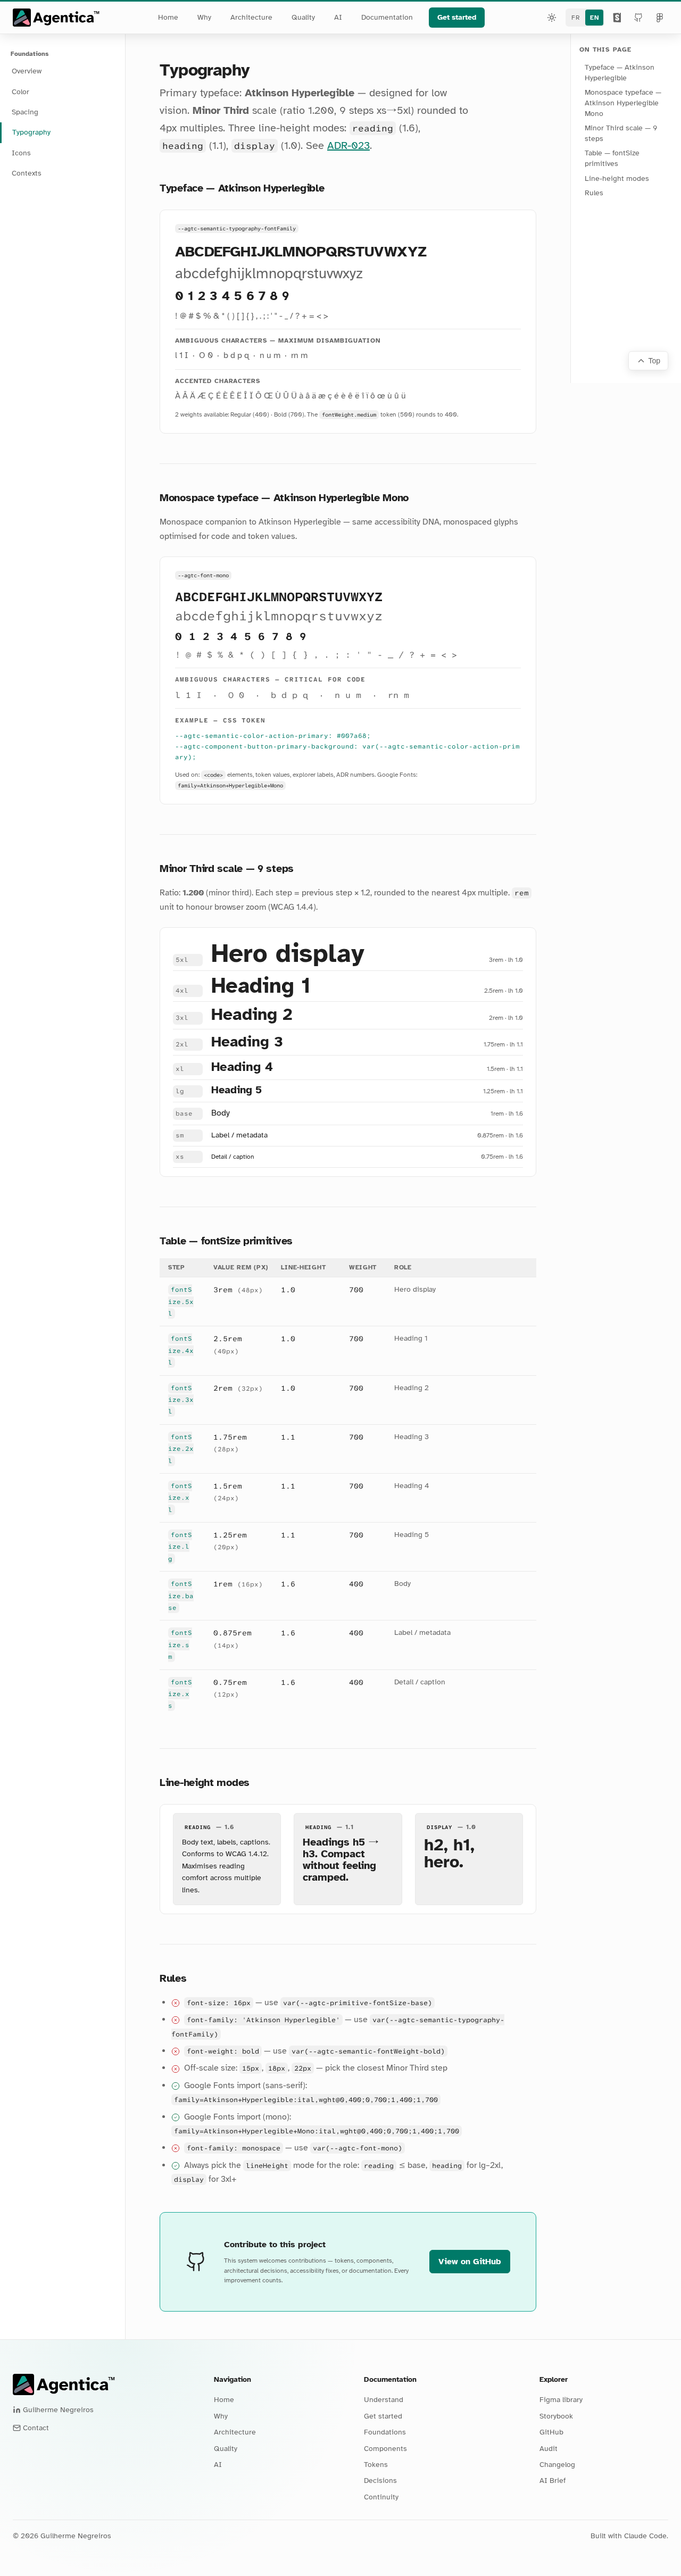 Agentica™
Home
Why
Architecture
Quality
AI
Documentation
Get started
FR
EN
Foundations
Overview
Color
Spacing
Typography
Icons
Contexts
ON THIS PAGE
Typeface — Atkinson
Hyperlegible
Monospace typeface —
Atkinson Hyperlegible
Mono
Minor Third scale — 9
steps
Table — fontSize
primitives
Line-height modes
Rules
Top
Typography
Primary typeface: Atkinson Hyperlegible — designed for low
vision. Minor Third scale (ratio 1.200, 9 steps xs→5xl) rounded to
4px multiples. Three line-height modes: reading (1.6),
heading (1.1), display (1.0). See ADR-023.
Typeface — Atkinson Hyperlegible
--agtc-semantic-typography-fontFamily
ABCDEFGHIJKLMNOPQRSTUVWXYZ
abcdefghijklmnopqrstuvwxyz
0 1 2 3 4 5 6 7 8 9
! @ # $ % & * ( ) [ ] { } , . ; : ' " - _ / ? + = < >
AMBIGUOUS CHARACTERS — MAXIMUM DISAMBIGUATION
l 1 I · O 0 · b d p q · n u m · m m
ACCENTED CHARACTERS
À Â Ä Æ Ç É È Ê Ë Î Ï Ô Œ Ù Û Ü à â ä æ ç é è ê ë î ï ô œ ù û ü
2 weights available: Regular (400) · Bold (700). The fontWeight.medium token (500) rounds to 400.
Monospace typeface — Atkinson Hyperlegible Mono
Monospace companion to Atkinson Hyperlegible — same accessibility DNA, monospaced glyphs
optimised for code and token values.
--agtc-font-mono
ABCDEFGHIJKLMNOPQRSTUVWXYZ
abcdefghijklmnopqrstuvwxyz
0 1 2 3 4 5 6 7 8 9
! @ # $ % & * ( ) [ ] { } , . ; : ' " - _ / ? + = < >
AMBIGUOUS CHARACTERS — CRITICAL FOR CODE
l 1 I · O 0 · b d p q · n u m · rn m
EXAMPLE — CSS TOKEN
--agtc-semantic-color-action-primary: #007a68;
--agtc-component-button-primary-background: var(--agtc-semantic-color-action-prim
ary);
Used on: <code> elements, token values, explorer labels, ADR numbers. Google Fonts:
family=Atkinson+Hyperlegible+Mono
Minor Third scale — 9 steps
Ratio: 1.200 (minor third). Each step = previous step × 1.2, rounded to the nearest 4px multiple. rem
unit to honour browser zoom (WCAG 1.4.4).
5xl Hero display 3rem · lh 1.0
4xl Heading 1 2.5rem · lh 1.0
3xl Heading 2 2rem · lh 1.0
2xl Heading 3 1.75rem · lh 1.1
xl Heading 4 1.5rem · lh 1.1
lg Heading 5 1.25rem · lh 1.1
base Body 1rem · lh 1.6
sm Label / metadata 0.875rem · lh 1.6
xs Detail / caption 0.75rem · lh 1.6
Table — fontSize primitives
STEP VALUE REM (PX) LINE-HEIGHT WEIGHT ROLE
fontS 3rem (48px) 1.0 700 Hero display
ize.5x
l
fontS 2.5rem 1.0 700 Heading 1
ize.4x (40px)
l
fontS 2rem (32px) 1.0 700 Heading 2
ize.3x
l
fontS 1.75rem 1.1 700 Heading 3
ize.2x (28px)
l
fontS 1.5rem 1.1 700 Heading 4
ize.x (24px)
l
fontS 1.25rem 1.1 700 Heading 5
ize.l (20px)
g
fontS 1rem (16px) 1.6 400 Body
ize.ba
se
fontS 0.875rem 1.6 400 Label / metadata
ize.s (14px)
m
fontS 0.75rem 1.6 400 Detail / caption
ize.x (12px)
s
Line-height modes
READING — 1.6
Body text, labels, captions.
Conforms to WCAG 1.4.12.
Maximises reading
comfort across multiple
lines.
HEADING — 1.1
Headings h5 →
h3. Compact
without feeling
cramped.
DISPLAY — 1.0
h2, h1,
hero.
Rules
font-size: 16px — use var(--agtc-primitive-fontSize-base)
font-family: 'Atkinson Hyperlegible' — use var(--agtc-semantic-typography-
fontFamily)
font-weight: bold — use var(--agtc-semantic-fontWeight-bold)
Off-scale size: 15px, 18px, 22px — pick the closest Minor Third step
Google Fonts import (sans-serif):
family=Atkinson+Hyperlegible:ital,wght@0,400;0,700;1,400;1,700
Google Fonts import (mono):
family=Atkinson+Hyperlegible+Mono:ital,wght@0,400;0,700;1,400;1,700
font-family: monospace — use var(--agtc-font-mono)
Always pick the lineHeight mode for the role: reading ≤ base, heading for lg–2xl,
display for 3xl+
Contribute to this project
This system welcomes contributions — tokens, components,
architectural decisions, accessibility fixes, or documentation. Every
improvement counts.
View on GitHub
Agentica™
Guilherme Negreiros
Contact
Navigation
Home
Why
Architecture
Quality
AI
Documentation
Understand
Get started
Foundations
Components
Tokens
Decisions
Continuity
Explorer
Figma library
Storybook
GitHub
Audit
Changelog
AI Brief
© 2026 Guilherme Negreiros
Built with Claude Code.